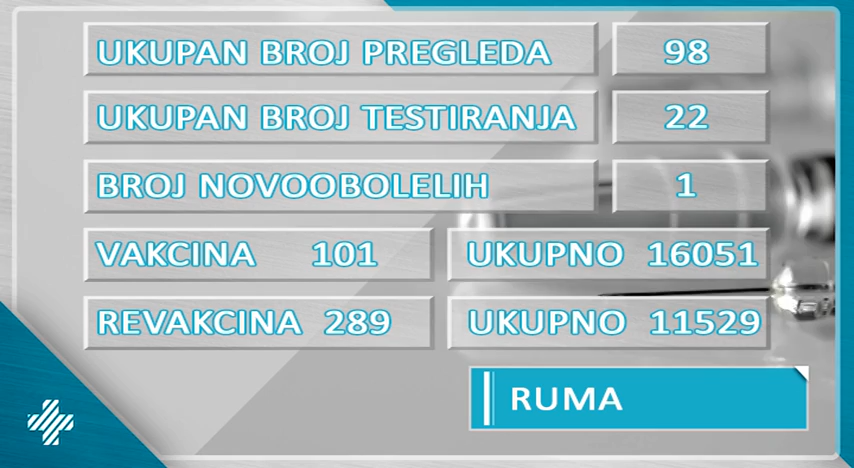 UKUPAN BROJ PREGLEDA 98
UKUPAN BROJ TESTIRANJA 22
BROJ NOVOOBOLELIH 1
VAKCINA 101 UKUPNO 16051
REVAKCINA 289 UKUPNO 11529
RUMA